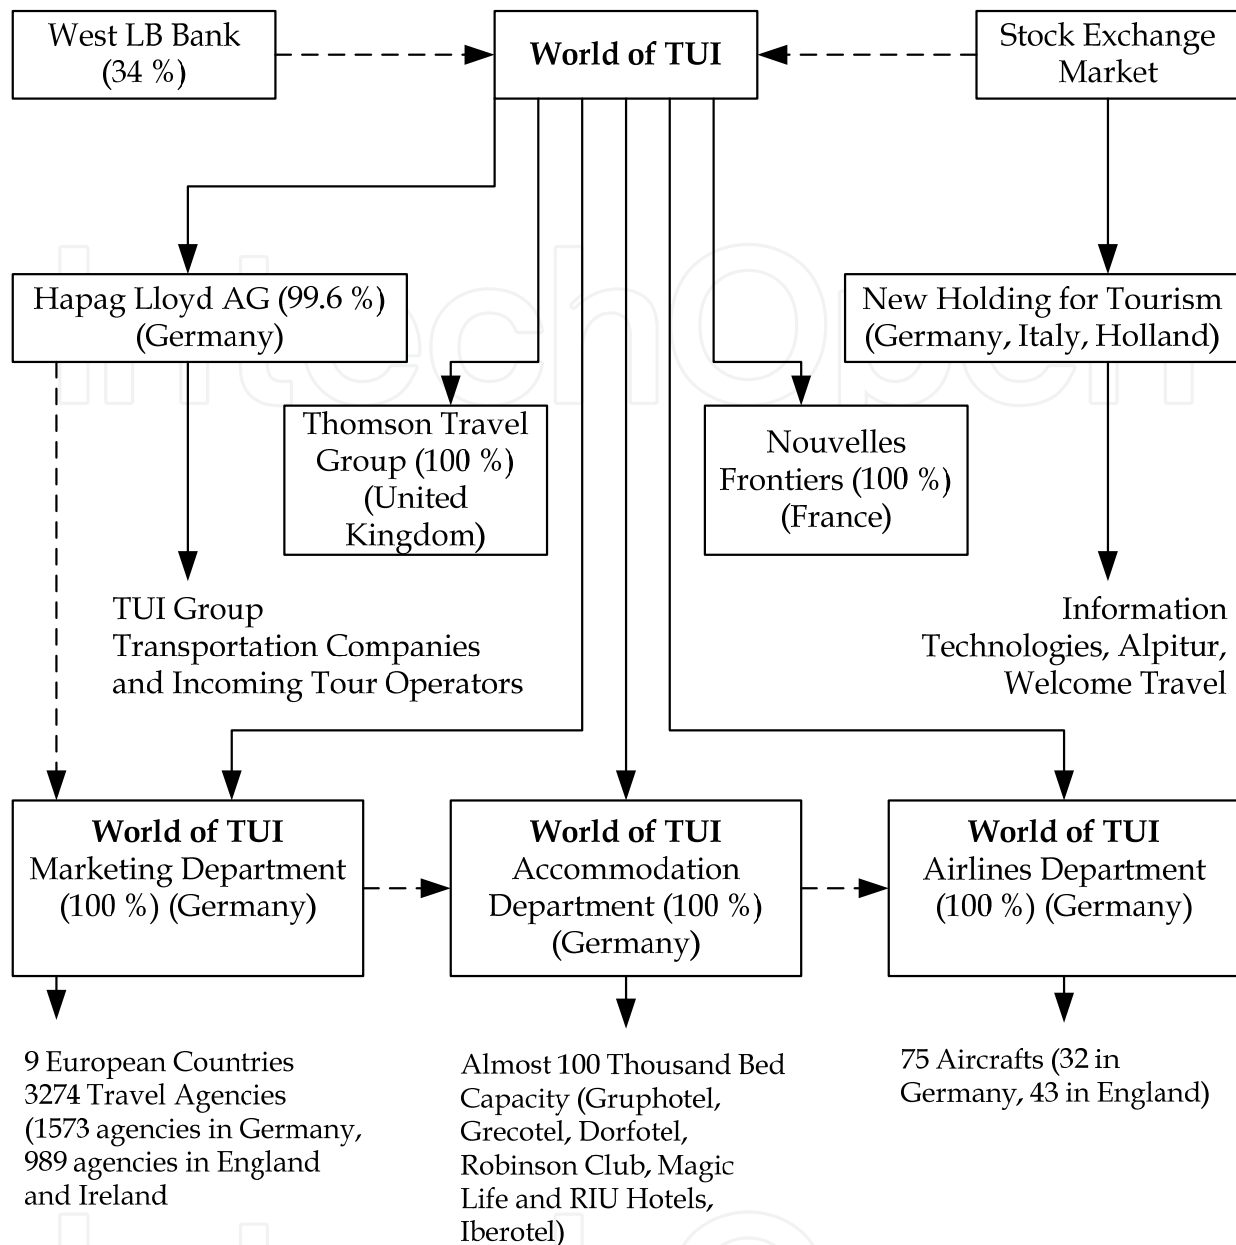 West LB Bank
(34 %)
World of TUI
Stock Exchange
Market
Hapag Lloyd AG (99.6 %)
(Germany)
New Holding for Tourism
(Germany, Italy, Holland)
Thomson Travel
Group (100 %)
(United
Kingdom)
Nouvelles
Frontiers (100 %)
(France)
TUI Group
Transportation Companies
and Incoming Tour Operators
Information
Technologies, Alpitur,
Welcome Travel
World of TUI
Marketing Department
(100 %) (Germany)
World of TUI
Accommodation
Department (100 %)
(Germany)
World of TUI
Airlines Department
(100 %) (Germany)
9 European Countries
3274 Travel Agencies
(1573 agencies in Germany,
989 agencies in England
and Ireland
Almost 100 Thousand Bed
Capacity (Gruphotel,
Grecotel, Dorfotel,
Robinson Club, Magic
Life and RIU Hotels,
Iberotel)
75 Aircrafts (32 in
Germany, 43 in England)
IntechOpen